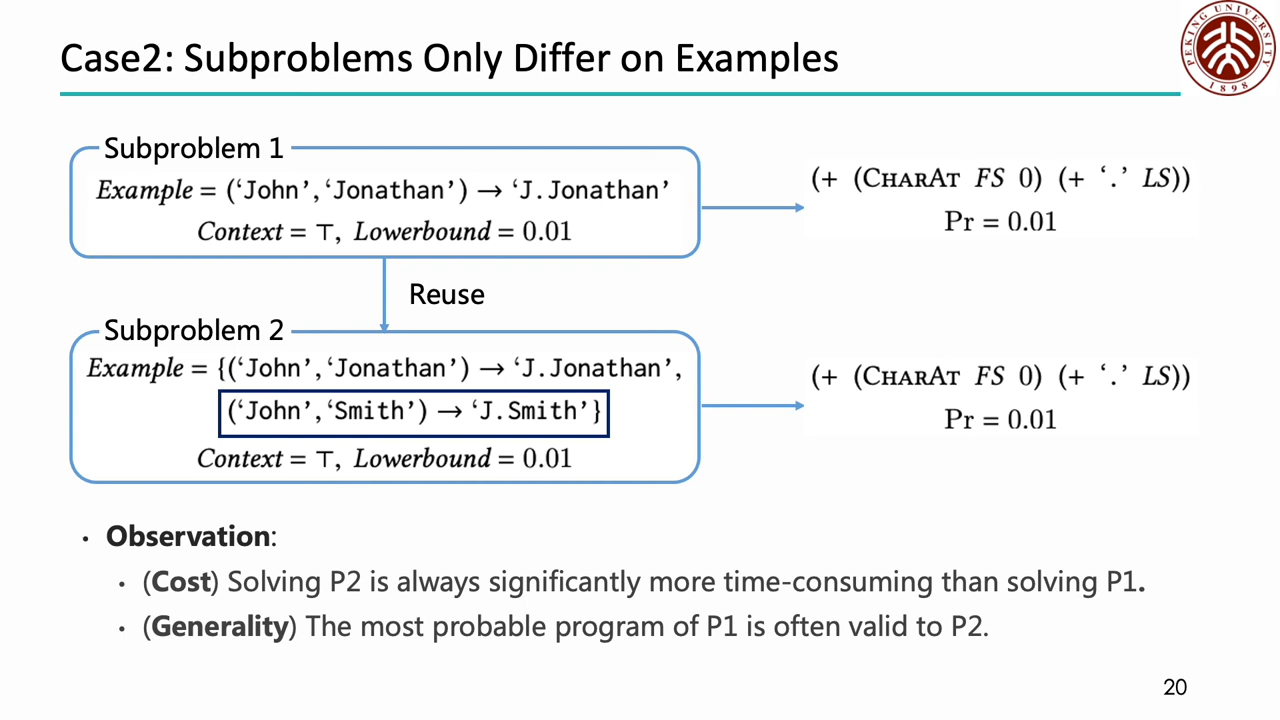 Case2: Subproblems Only Differ on Examples
PEKING UNIVERSITY
1898
Subproblem 1
Example = (‘John’,‘Jonathan’) → ‘J.Jonathan’
Context = ⊤, Lowerbound = 0.01
(+ (CHARAT FS 0) (+ ‘.’ LS))
Pr = 0.01
Reuse
Subproblem 2
Example = {(‘John’,‘Jonathan’) → ‘J.Jonathan’,
(‘John’,‘Smith’) → ‘J.Smith’}
Context = ⊤, Lowerbound = 0.01
(+ (CHARAT FS 0) (+ ‘.’ LS))
Pr = 0.01
• Observation:
• (Cost) Solving P2 is always significantly more time-consuming than solving P1.
• (Generality) The most probable program of P1 is often valid to P2.
20